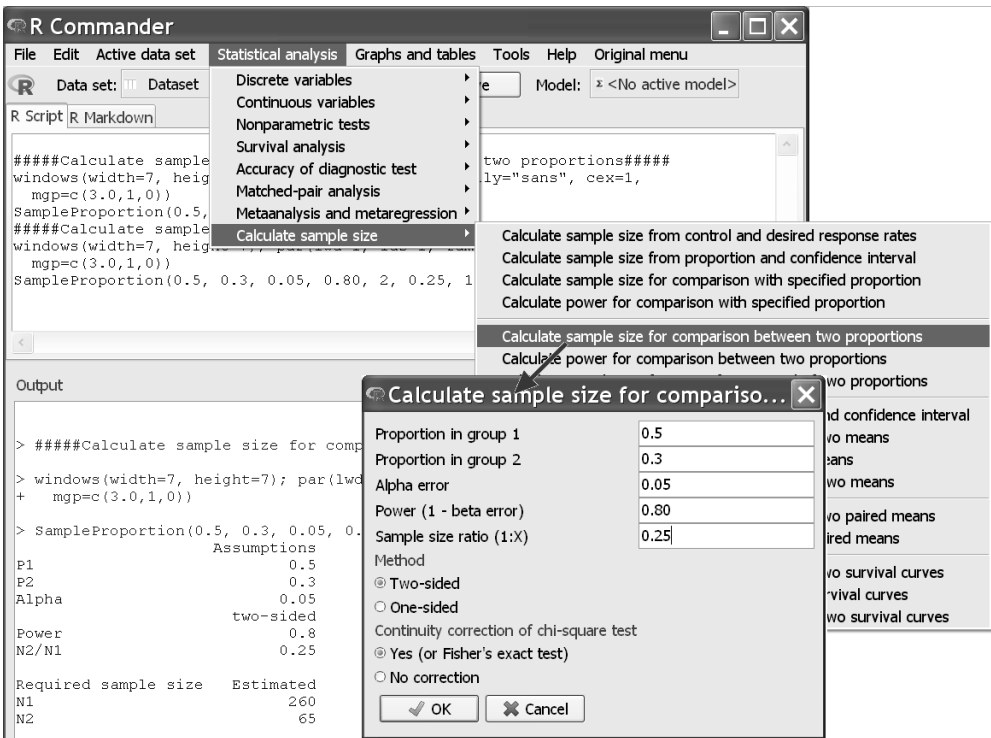 R Commander
File Edit Active data set Statistical analysis Graphs and tables Tools Help Original menu
R Data set: Dataset Model: Σ <No active model>
R Script R Markdown
Discrete variables
Continuous variables
Nonparametric tests
Survival analysis
Accuracy of diagnostic test
Matched-pair analysis
Metaanalysis and metaregression
Calculate sample size
#####Calculate sample two proportions#####
windows(width=7, heig ly="sans", cex=1,
mgp=c(3.0,1,0))
SampleProportion(0.5,
#####Calculate sample
windows(width=7, heig
mgp=c(3.0,1,0))
SampleProportion(0.5, 0.3, 0.05, 0.80, 2, 0.25, 1
Calculate sample size from control and desired response rates
Calculate sample size from proportion and confidence interval
Calculate sample size for comparison with specified proportion
Calculate power for comparison with specified proportion
Calculate sample size for comparison between two proportions
Calculate power for comparison between two proportions
two proportions
nd confidence interval
wo means
eans
wo means
wo paired means
ired means
wo survival curves
rvival curves
wo survival curves
Output
> #####Calculate sample size for comp
> windows(width=7, height=7); par(lwd
+ mgp=c(3.0,1,0))
> SampleProportion(0.5, 0.3, 0.05, 0.
Assumptions
P1 0.5
P2 0.3
Alpha 0.05
two-sided
Power 0.8
N2/N1 0.25
Required sample size Estimated
N1 260
N2 65
Calculate sample size for compariso...
Proportion in group 1 0.5
Proportion in group 2 0.3
Alpha error 0.05
Power (1 - beta error) 0.80
Sample size ratio (1:X) 0.25
Method
Two-sided
One-sided
Continuity correction of chi-square test
Yes (or Fisher's exact test)
No correction
OK Cancel